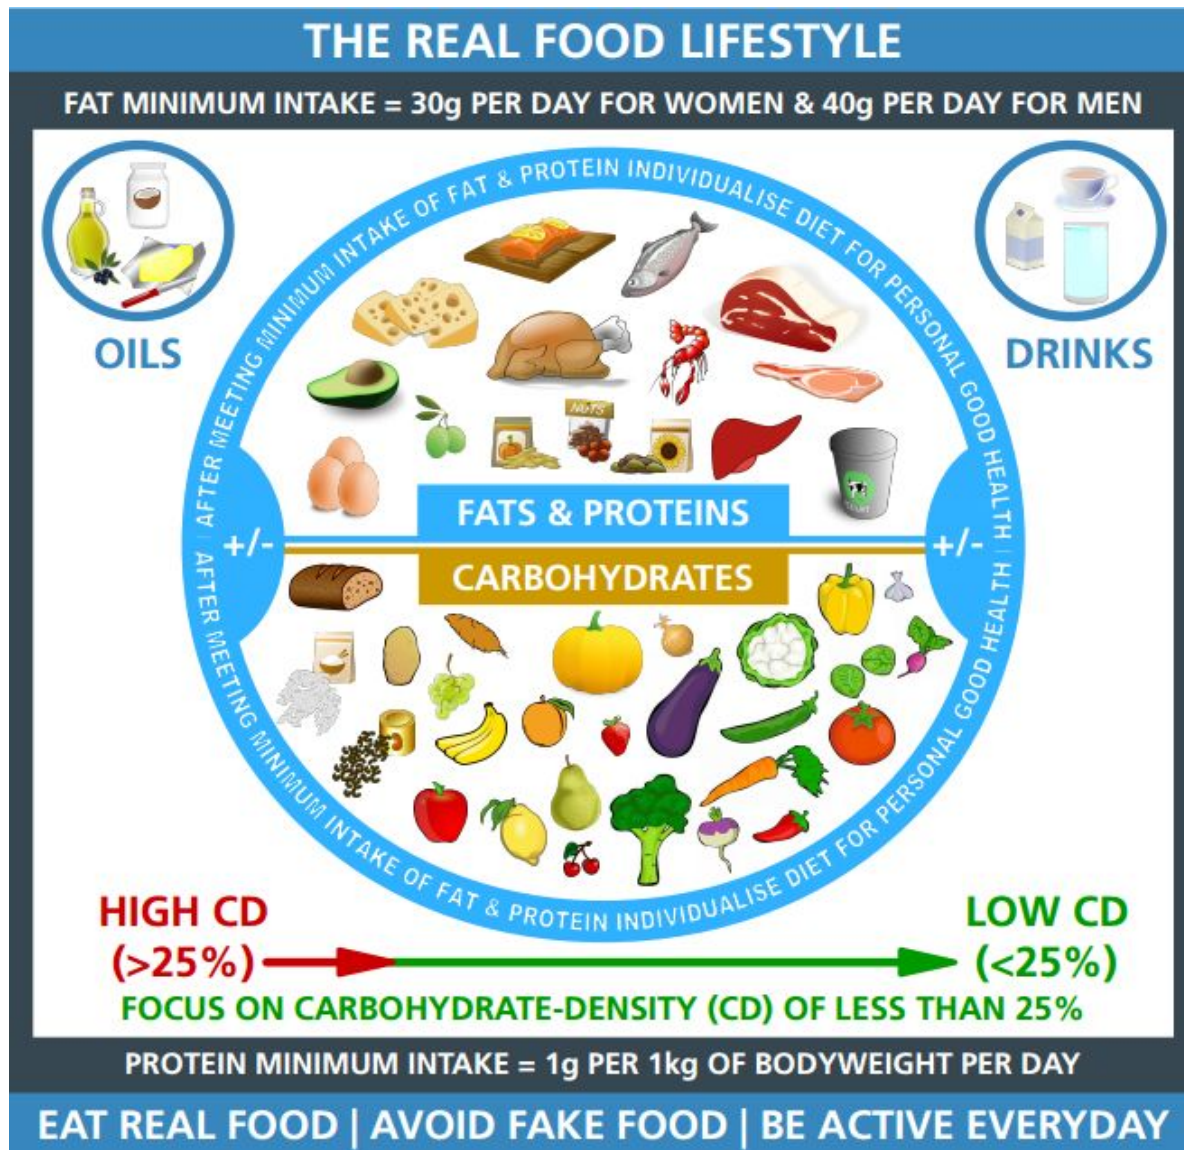 THE REAL FOOD LIFESTYLE
FAT MINIMUM INTAKE = 30g PER DAY FOR WOMEN & 40g PER DAY FOR MEN
AFTER MEETING MINIMUM INTAKE OF FAT & PROTEIN INDIVIDUALISE DIET FOR PERSONAL GOOD HEALTH
OILS
DRINKS
NUTS
FATS & PROTEINS
+/-
+/-
CARBOHYDRATES
AFTER MEETING MINIMUM INTAKE OF FAT & PROTEIN INDIVIDUALISE DIET FOR PERSONAL GOOD HEALTH
HIGH CD
(>25%)
LOW CD
(<25%)
FOCUS ON CARBOHYDRATE-DENSITY (CD) OF LESS THAN 25%
PROTEIN MINIMUM INTAKE = 1g PER 1kg OF BODYWEIGHT PER DAY
EAT REAL FOOD | AVOID FAKE FOOD | BE ACTIVE EVERYDAY